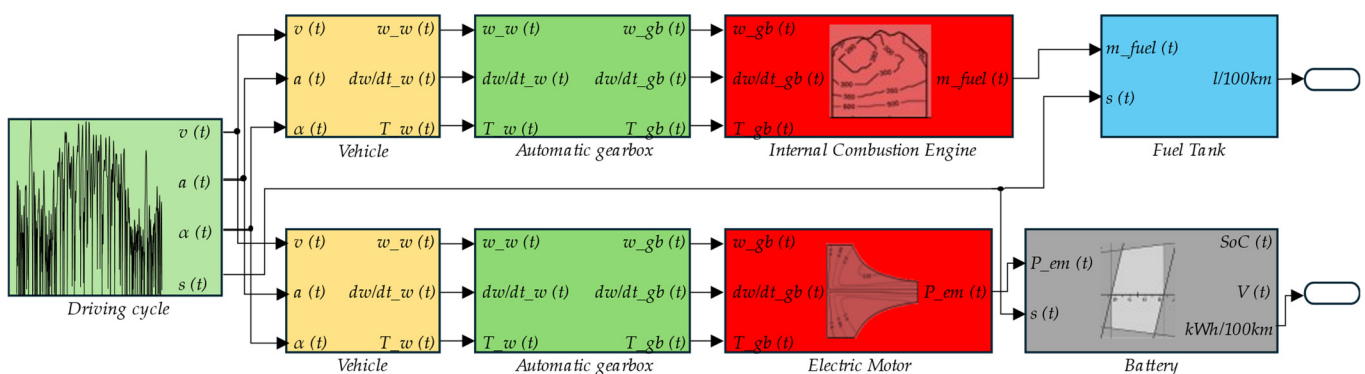 v (t)
a (t)
α (t)
s (t)
Driving cycle
v (t)
a (t)
α (t)
w_w (t)
dw/dt_w (t)
T_w (t)
Vehicle
w_w (t)
dw/dt_w (t)
T_w (t)
w_gb (t)
dw/dt_gb (t)
T_gb (t)
Automatic gearbox
w_gb (t)
dw/dt_gb (t)
T_gb (t)
m_fuel (t)
Internal Combustion Engine
m_fuel (t)
s (t)
l/100km
Fuel Tank
v (t)
a (t)
α (t)
w_w (t)
dw/dt_w (t)
T_w (t)
Vehicle
w_w (t)
dw/dt_w (t)
T_w (t)
w_gb (t)
dw/dt_gb (t)
T_gb (t)
Automatic gearbox
w_gb (t)
dw/dt_gb (t)
T_gb (t)
P_em (t)
Electric Motor
P_em (t)
s (t)
SoC (t)
V (t)
kWh/100km
Battery